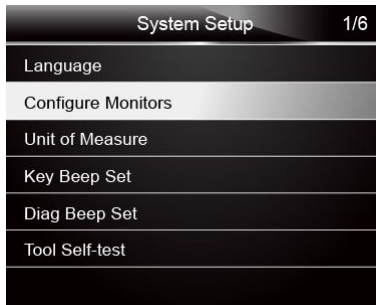 System Setup 1/6
Language
Configure Monitors
Unit of Measure
Key Beep Set
Diag Beep Set
Tool Self-test